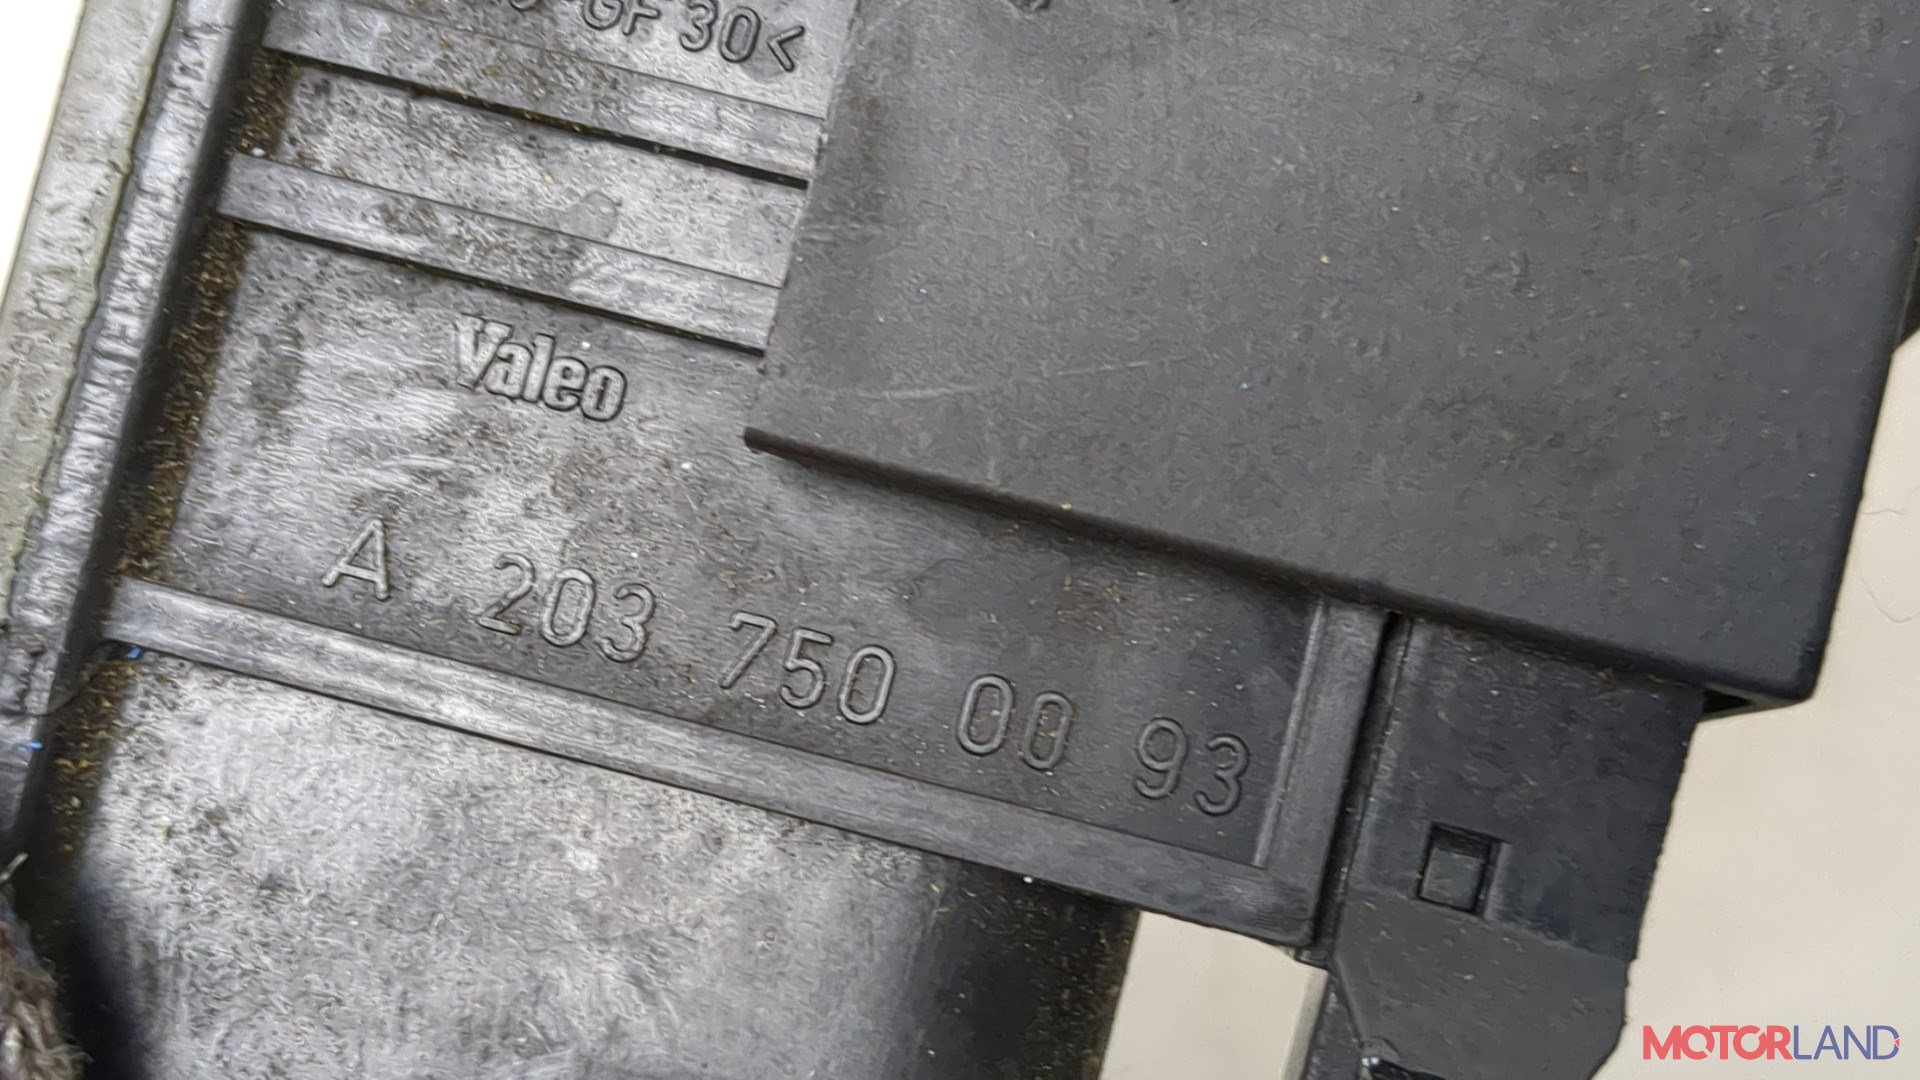 GF 30<
Valeo
A 203 750 00 93
MOTORLAND